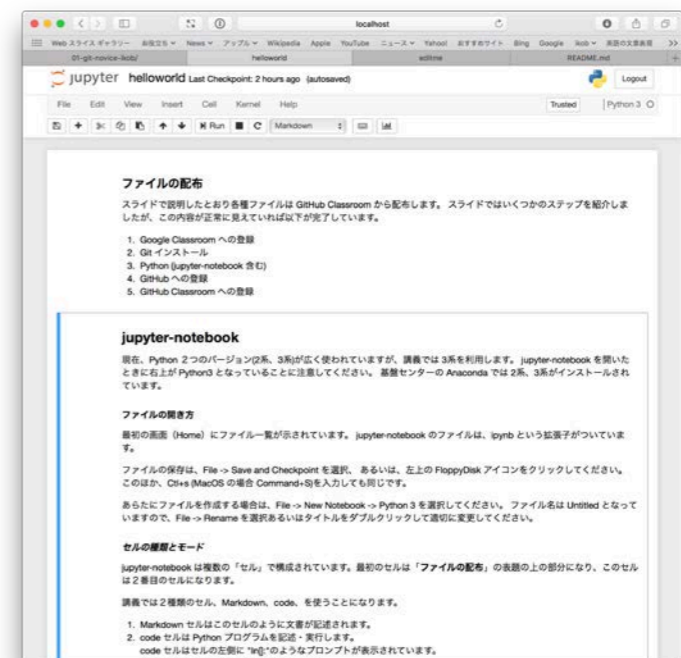 localhost
Web スライス ギャラリー お役立ち News アップル Wikipedia Apple YouTube ニュース Yahoo! おすすめサイト Bing Google ikob 英語の文章表現
01-git-novice-ikob/ helloworld README.md
jupyter helloworld Last Checkpoint: 2 hours ago (autosaved) Logout
File Edit View Insert Cell Kernel Help Trusted Python 3
Run Markdown
ファイルの配布
スライドで説明したとおり各種ファイルは GitHub Classroom から配布します。 スライドではいくつかのステップを紹介しま
したが、この内容が正常に見えていれば以下が完了しています。
1. Google Classroom への登録
2. Git インストール
3. Python (jupyter-notebook 含む)
4. GitHub への登録
5. GitHub Classroom への登録
jupyter-notebook
現在、Python 2つのバージョン(2系、3系)が広く使われていますが、講義では 3系を利用します。 jupyter-notebook を開いた
ときに右上が Python3 となっていることに注意してください。 基盤センターの Anaconda では 2系、3系がインストールされ
ています。
ファイルの開き方
最初の画面（Home）にファイル一覧が示されています。 jupyter-notebook のファイルは、ipynb という拡張子がついていま
す。
ファイルの保存は、File -> Save and Checkpoint を選択、 あるいは、左上の FloppyDisk アイコンをクリックしてください。
このほか、Ctl+s (MacOS の場合 Command+S)を入力しても同じです。
あらたにファイルを作成する場合は、File -> New Notebook -> Python 3 を選択してください。 ファイル名は Untitled となって
いますので、File -> Rename を選択あるいはタイトルをダブルクリックして適切に変更してください。
セルの種類とモード
jupyter-notebook は複数の「セル」で構成されています。最初のセルは「ファイルの配布」の表題の上の部分になり、このセル
は2番目のセルになります。
講義では2種類のセル、Markdown、code、を使うことになります。
1. Markdown セルはこのセルのように文書が記述されます。
2. code セルは Python プログラムを記述・実行します。
code セルはセルの左側に "In[]:"のようなプロンプトが表示されています。